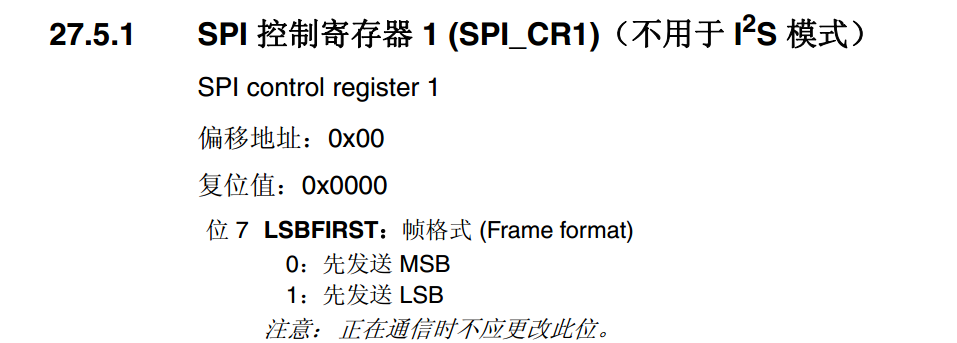 27.5.1 SPI 控制寄存器 1 (SPI_CR1)（不用于 I²S 模式）
SPI control register 1
偏移地址：0x00
复位值：0x0000
位 7 LSBFIRST：帧格式 (Frame format)
0：先发送 MSB
1：先发送 LSB
注意：正在通信时不应更改此位。